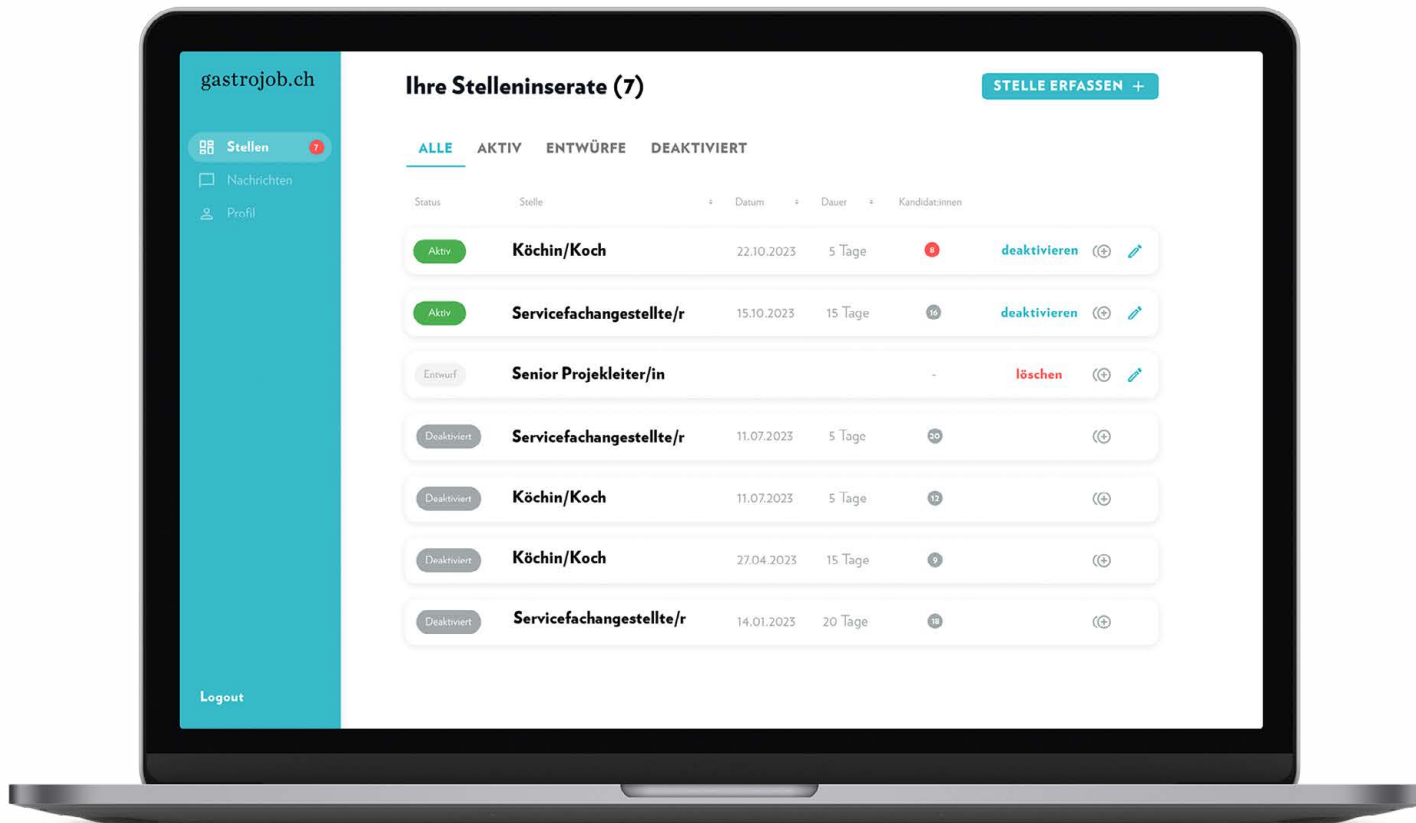 gastrojob.ch
Stellen 7
Nachrichten
Profil
Logout
Ihre Stelleninserate (7)
STELLE ERFASSEN +
ALLE AKTIV ENTWÜRFE DEAKTIVIERT
Status Stelle Datum Dauer Kandidat:innen
Aktiv Köchin/Koch 22.10.2023 5 Tage 8 deaktivieren
Aktiv Servicefachangestellte/r 15.10.2023 15 Tage 16 deaktivieren
Entwurf Senior Projekleiter/in - löschen
Deaktiviert Servicefachangestellte/r 11.07.2023 5 Tage 20
Deaktiviert Köchin/Koch 11.07.2023 5 Tage 12
Deaktiviert Köchin/Koch 27.04.2023 15 Tage 9
Deaktiviert Servicefachangestellte/r 14.01.2023 20 Tage 18